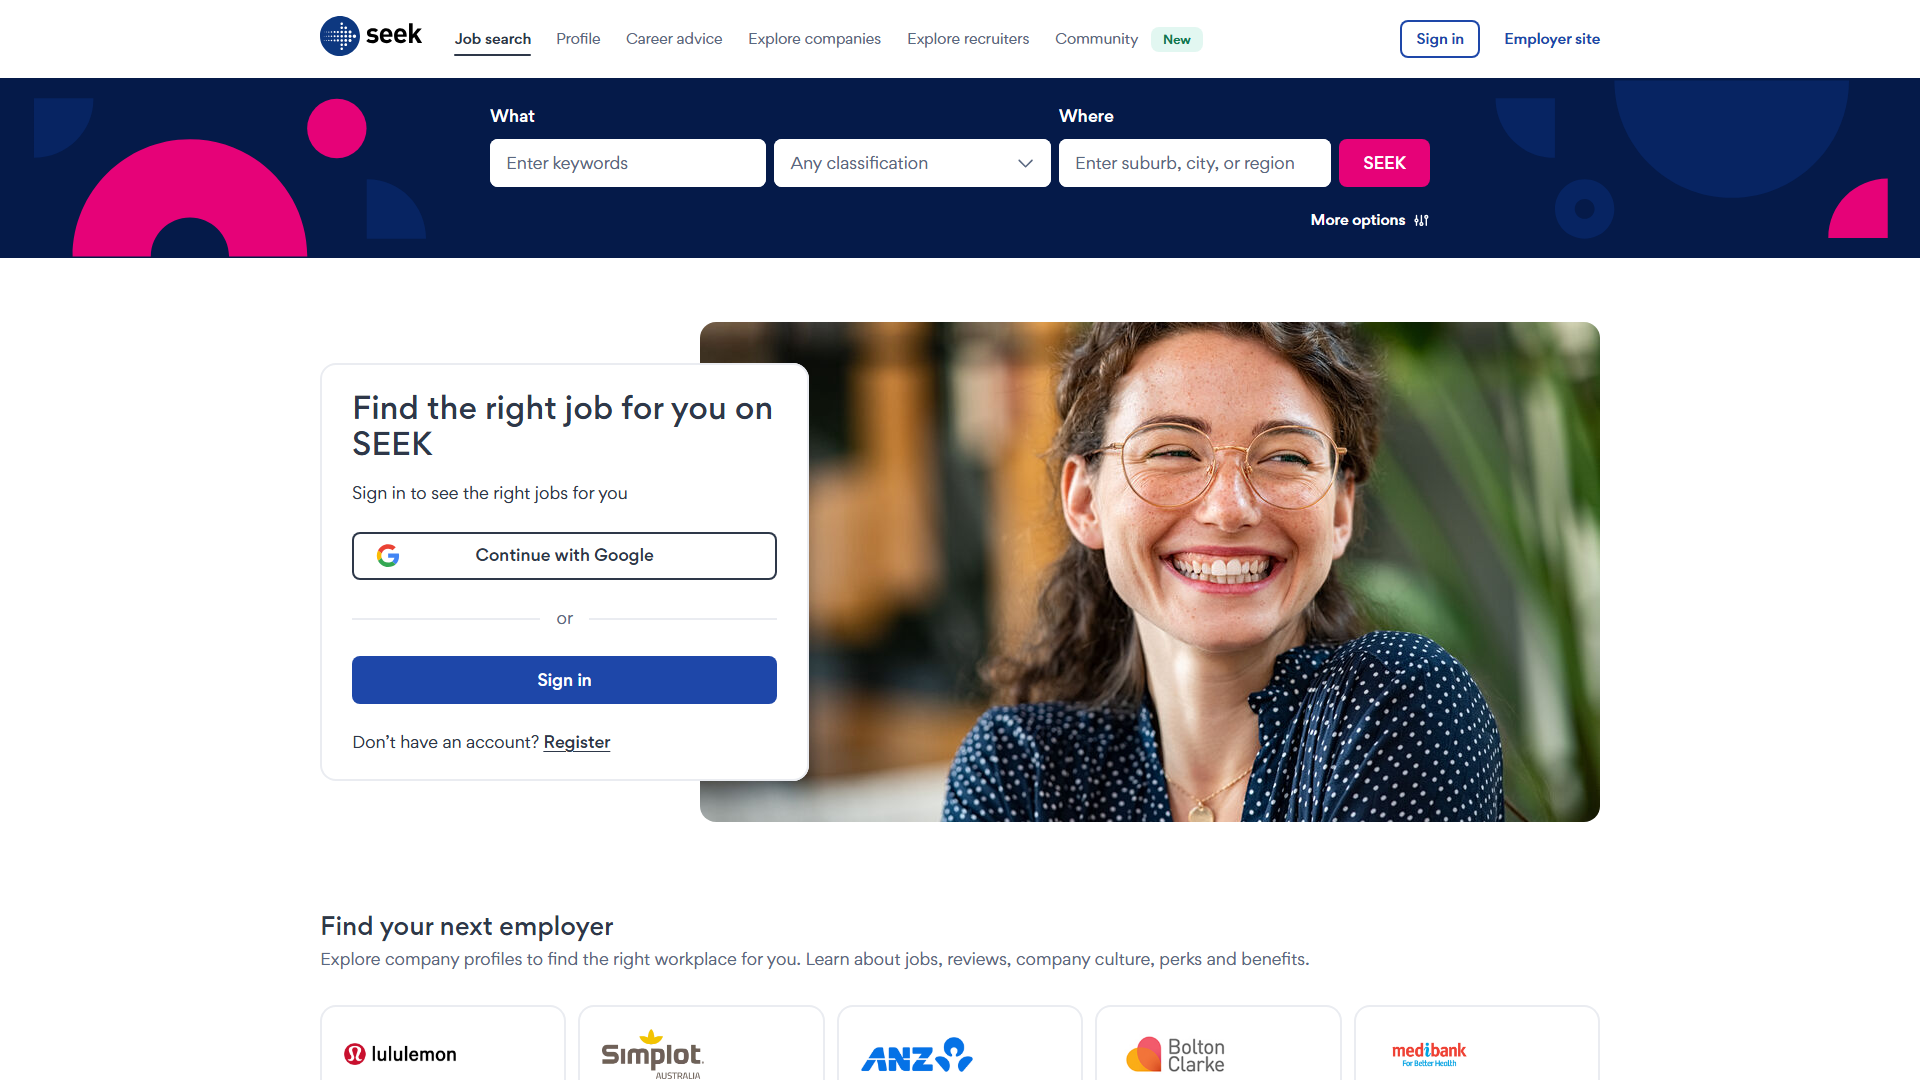 seek
Job search
Profile
Career advice
Explore companies
Explore recruiters
Community
New
Sign in
Employer site
What
Where
Enter keywords
Any classification
Enter suburb, city, or region
SEEK
More options
Find the right job for you on
SEEK
Sign in to see the right jobs for you
Continue with Google
or
Sign in
Don’t have an account? Register
Find your next employer
Explore company profiles to find the right workplace for you. Learn about jobs, reviews, company culture, perks and benefits.
lululemon
Simplot
AUSTRALIA
ANZ
Bolton
Clarke
medibank
For Better Health